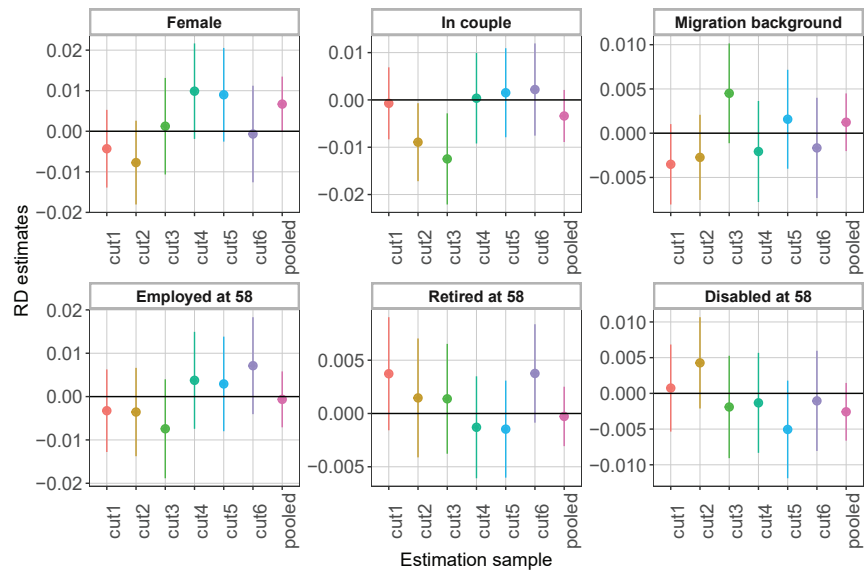 Female
In couple
Migration background
0.02
0.01
0.00
−0.01
−0.02
0.01
0.00
−0.01
−0.02
0.010
0.005
0.000
−0.005
cut1
cut2
cut3
cut4
cut5
cut6
pooled
cut1
cut2
cut3
cut4
cut5
cut6
pooled
cut1
cut2
cut3
cut4
cut5
cut6
pooled
RD estimates
Employed at 58
Retired at 58
Disabled at 58
0.02
0.01
0.00
−0.01
−0.02
0.005
0.000
−0.005
0.010
0.005
0.000
−0.005
−0.010
cut1
cut2
cut3
cut4
cut5
cut6
pooled
cut1
cut2
cut3
cut4
cut5
cut6
pooled
cut1
cut2
cut3
cut4
cut5
cut6
pooled
Estimation sample